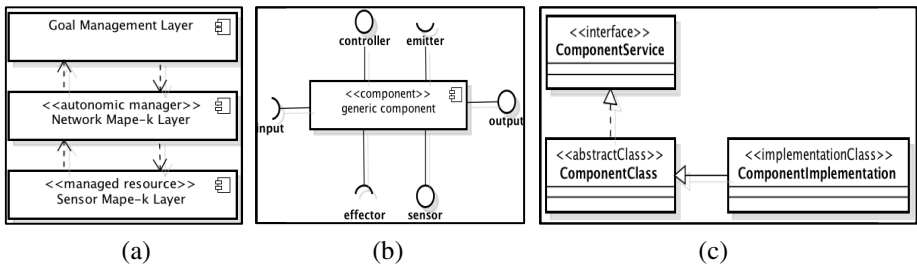 Goal Management Layer
<<autonomic manager>>
Network Mape-k Layer
<<managed resource>>
Sensor Mape-k Layer
(a)
controller
emitter
<<component>>
generic component
input
output
effector
sensor
(b)
<<interface>>
ComponentService
<<abstractClass>>
ComponentClass
<<implementationClass>>
ComponentImplementation
(c)